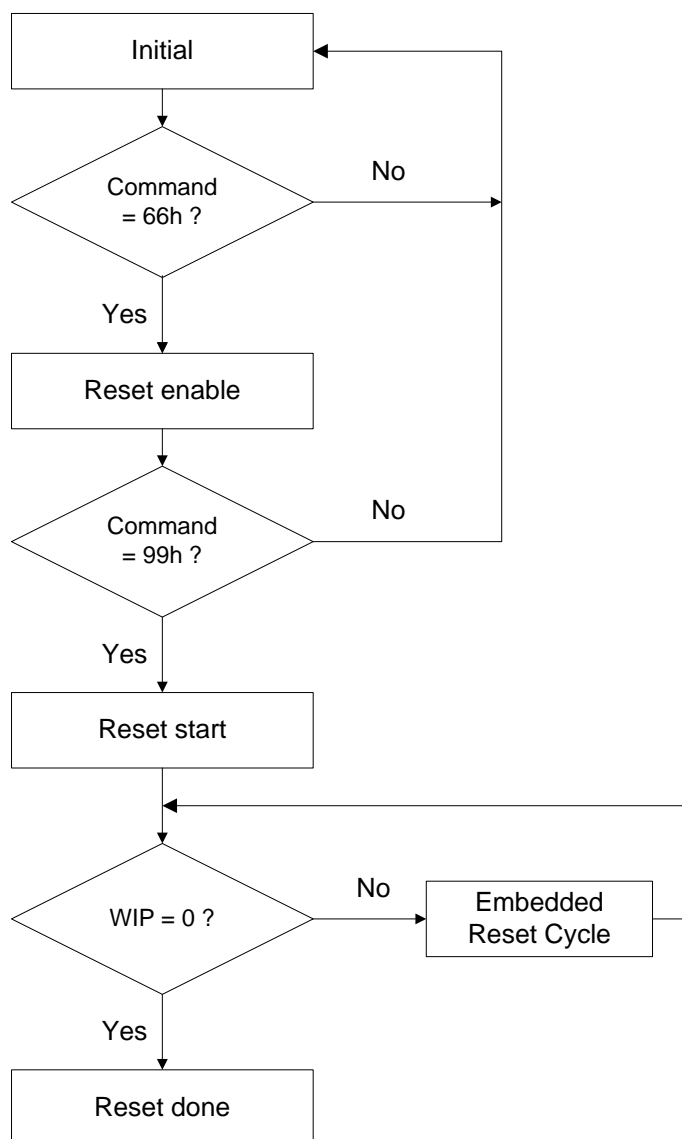 Initial
Command
= 66h ?
No
Yes
Reset enable
Command
= 99h ?
No
Yes
Reset start
WIP = 0 ?
No
Embedded
Reset Cycle
Yes
Reset done